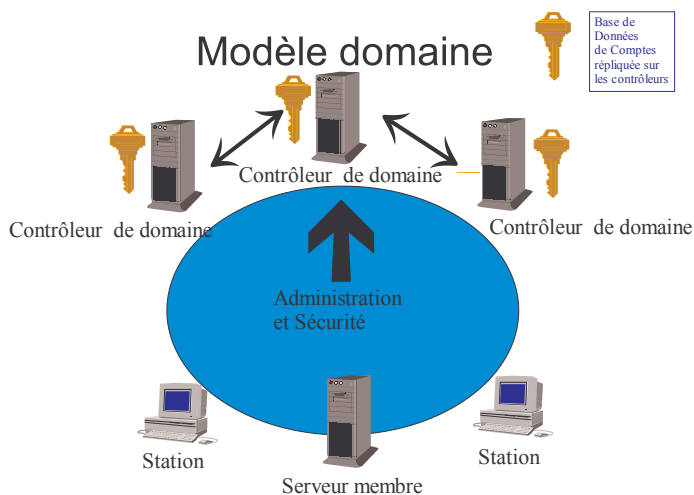 Modèle domaine
Base de
Données
de Comptes
répliquée sur
les contrôleurs
Contrôleur de domaine
Contrôleur de domaine
Contrôleur de domaine
Administration
et Sécurité
Station
Serveur membre
Station